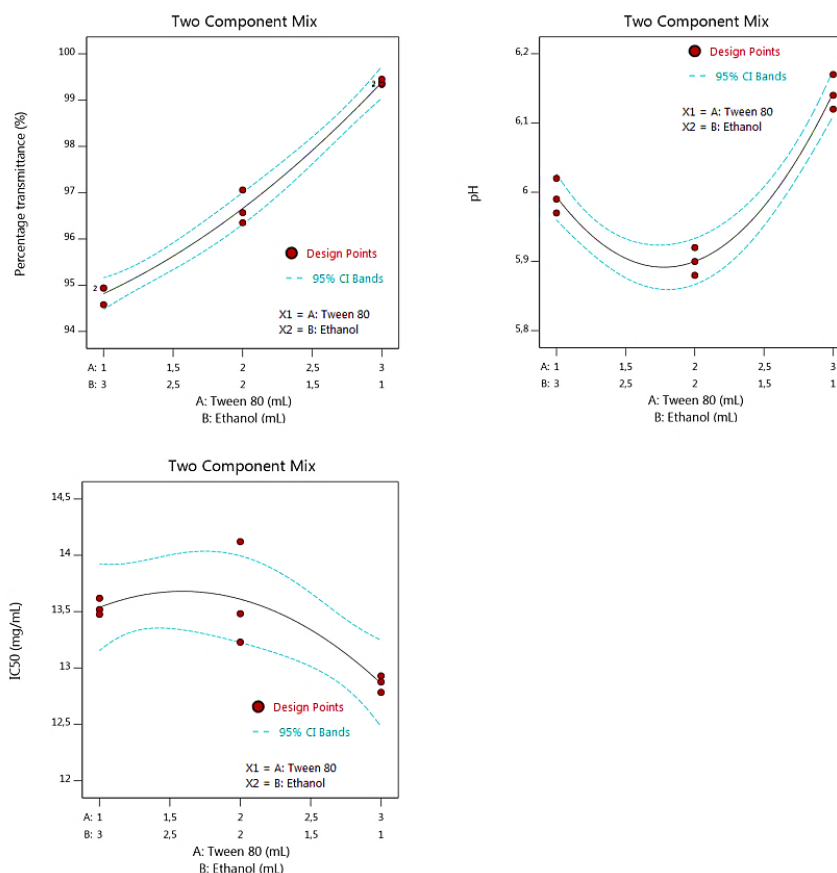 Two Component Mix
100
99
98
97
96
95
94
Percentage transmittance (%)
2
2
Design Points
95% CI Bands
X1 = A: Tween 80
X2 = B: Ethanol
A: 1 1,5 2 2,5 3
B: 3 2,5 2 1,5 1
A: Tween 80 (mL)
B: Ethanol (mL)
Two Component Mix
6,2
6,1
6
5,9
5,8
pH
Design Points
95% CI Bands
X1 = A: Tween 80
X2 = B: Ethanol
A: 1 1,5 2 2,5 3
B: 3 2,5 2 1,5 1
A: Tween 80 (mL)
B: Ethanol (mL)
Two Component Mix
14,5
14
13,5
13
12,5
12
IC50 (mg/mL)
Design Points
95% CI Bands
X1 = A: Tween 80
X2 = B: Ethanol
A: 1 1,5 2 2,5 3
B: 3 2,5 2 1,5 1
A: Tween 80 (mL)
B: Ethanol (mL)